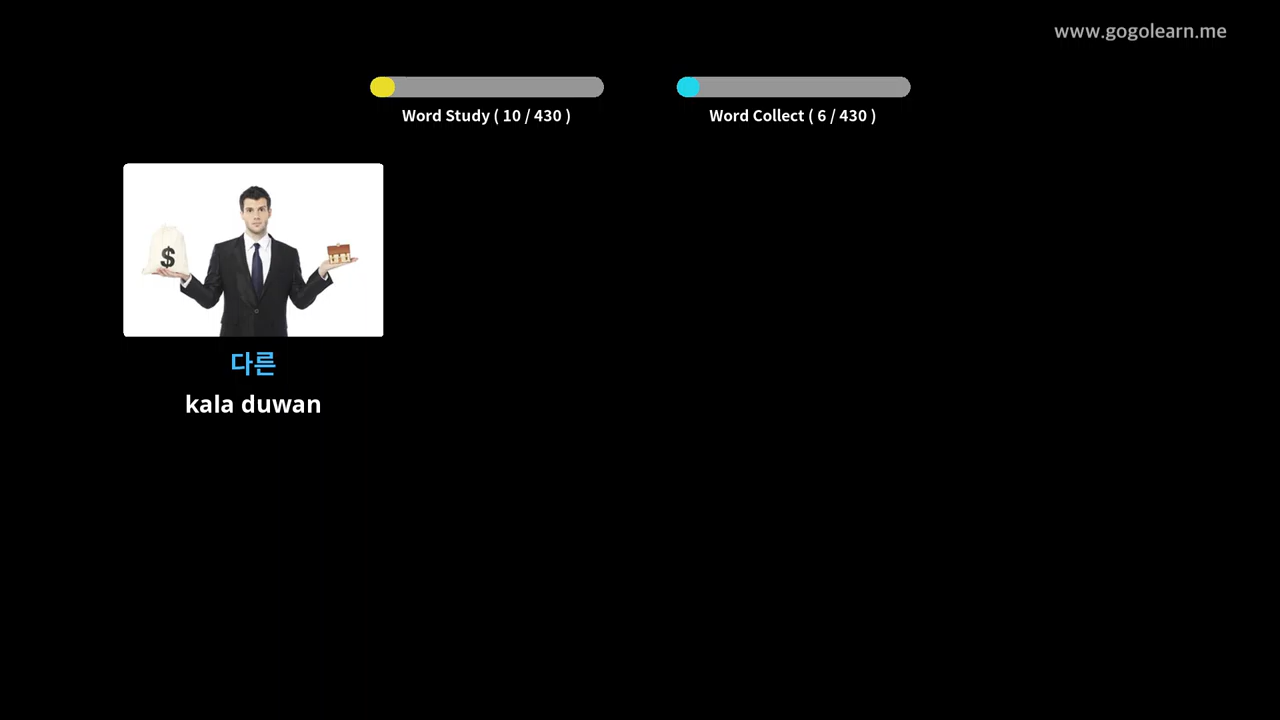 www.gogolearn.me
Word Study ( 10 / 430 )
Word Collect ( 6 / 430 )
$
다른
kala duwan